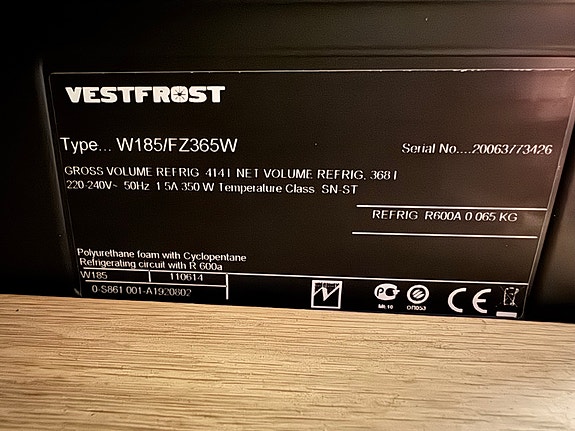 VESTFROST
Type... W185/FZ365W
Serial No....20063773426
GROSS VOLUME REFRIG 414 l NET VOLUME REFRIG, 368 l
220-240V~ 50Hz 1.5A 350 W Temperature Class SN-ST
REFRIG R600A 0.065 KG
Polyurethane foam with Cyclopentane
Refrigerating circuit with R 600a
W185 110614
0-S861 001-A1920802
CE